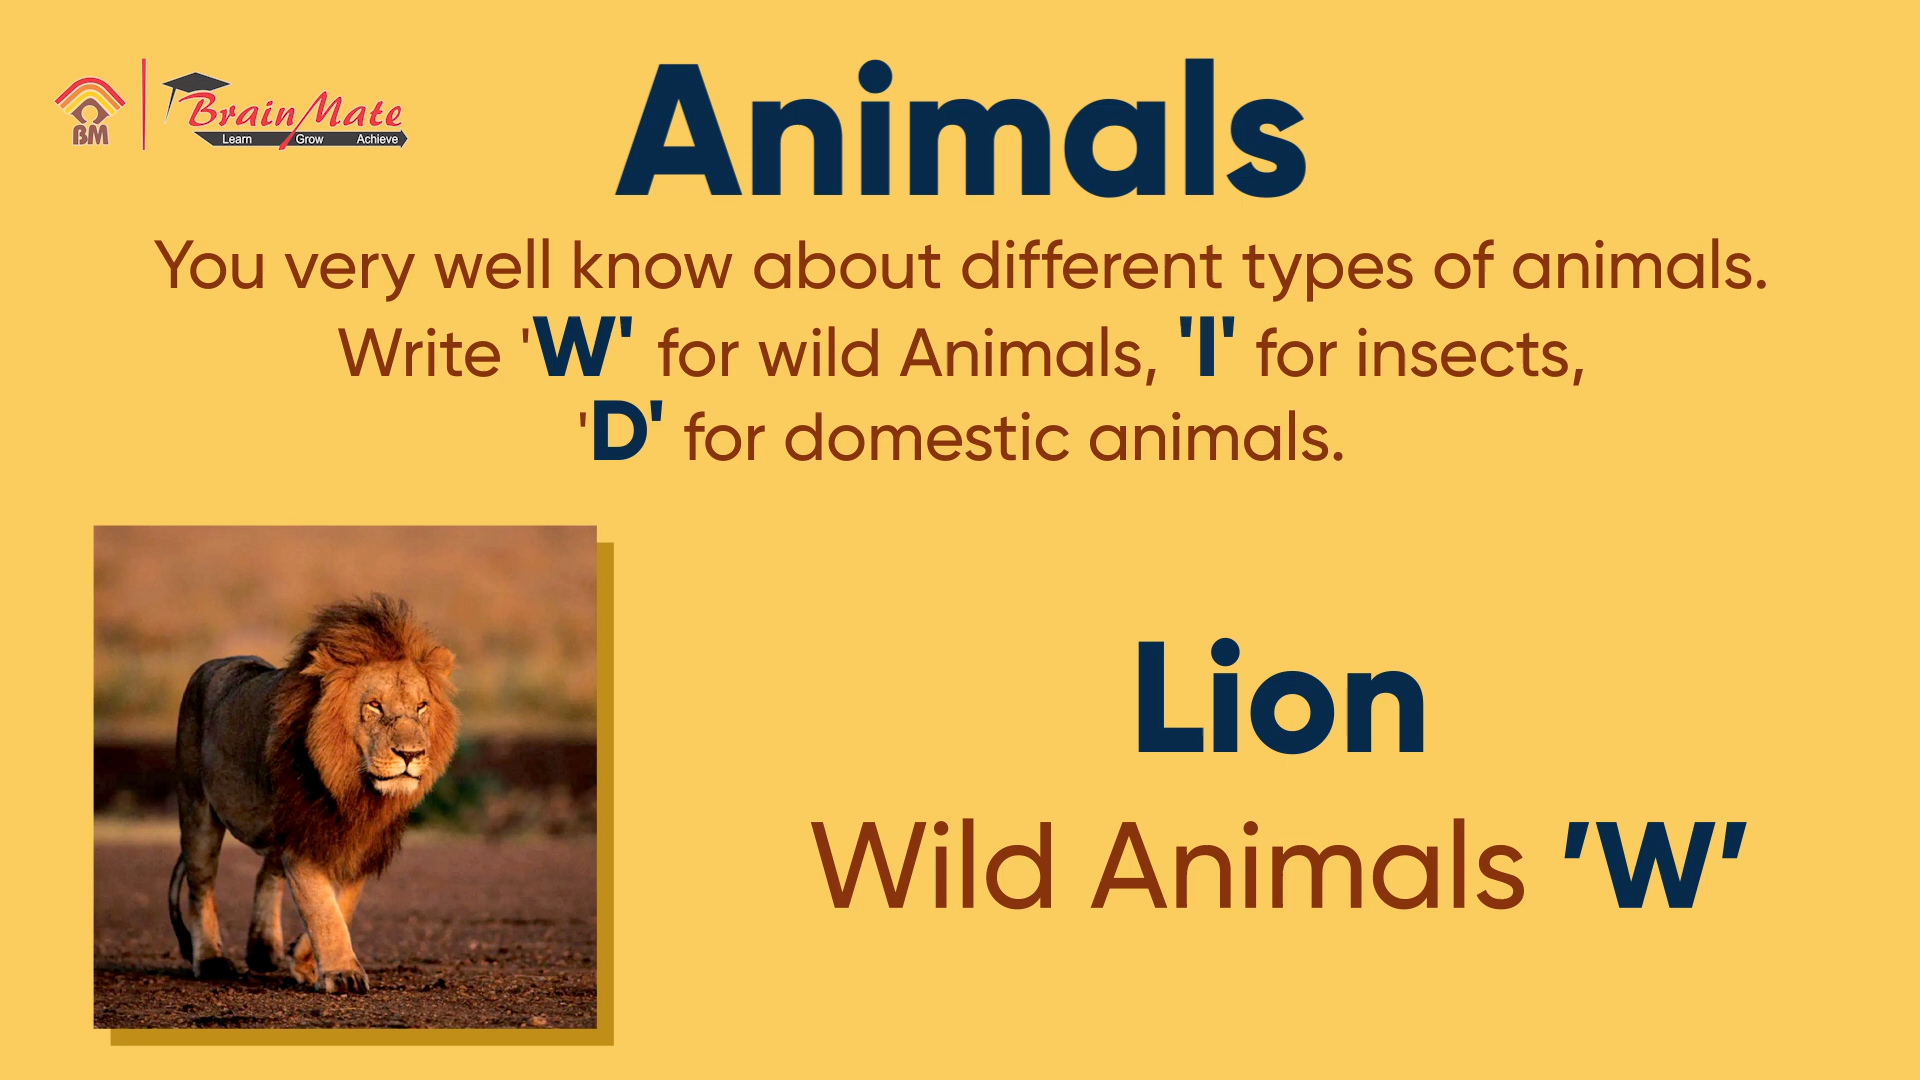 BM
BrainMate
Learn Grow Achieve
Animals
You very well know about different types of animals.
Write 'W' for wild Animals, 'I' for insects,
'D' for domestic animals.
Lion
Wild Animals 'W'